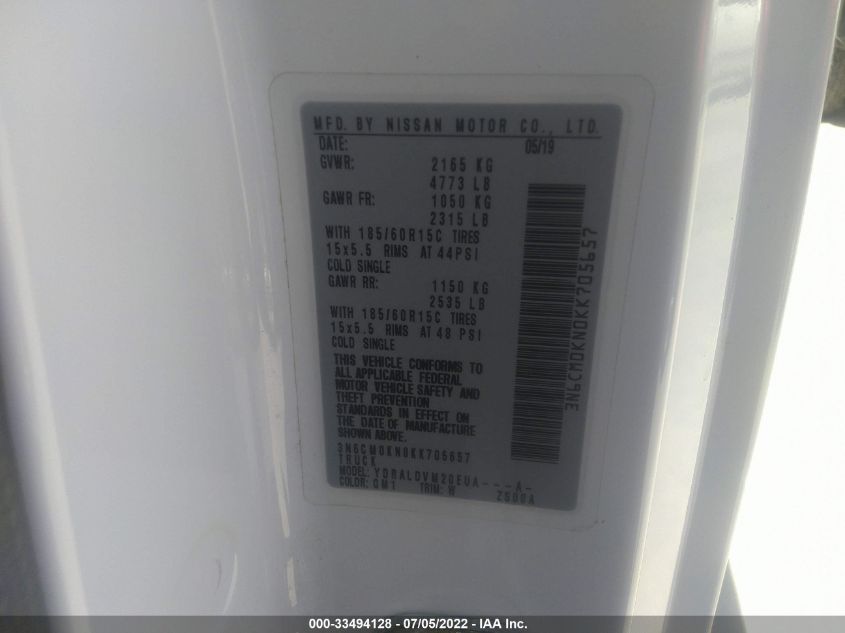 MFD. BY NISSAN MOTOR CO., LTD.
DATE: 05/19
GVWR: 2165 KG
4773 LB
GAWR FR: 1050 KG
2315 LB
WITH 185/60R15C TIRES
15x5.5 RIMS AT 44PSI
COLD SINGLE
GAWR RR: 1150 KG
2535 LB
WITH 185/60R15C TIRES
15x5.5 RIMS AT 48 PSI
COLD SINGLE
THIS VEHICLE CONFORMS TO
ALL APPLICABLE FEDERAL
MOTOR VEHICLE SAFETY AND
THEFT PREVENTION
STANDARDS IN EFFECT ON
THE DATE OF MANUFACTURE
SHOWN ABOVE.
3N6CM0KN0KK705657
TRUCK
MODEL: YDRALDVM20EUA---A-
COLOR: QM1 TRIM: W Z500A
3N6CM0KN0KK705657
000-33494128 - 07/05/2022 - IAA Inc.